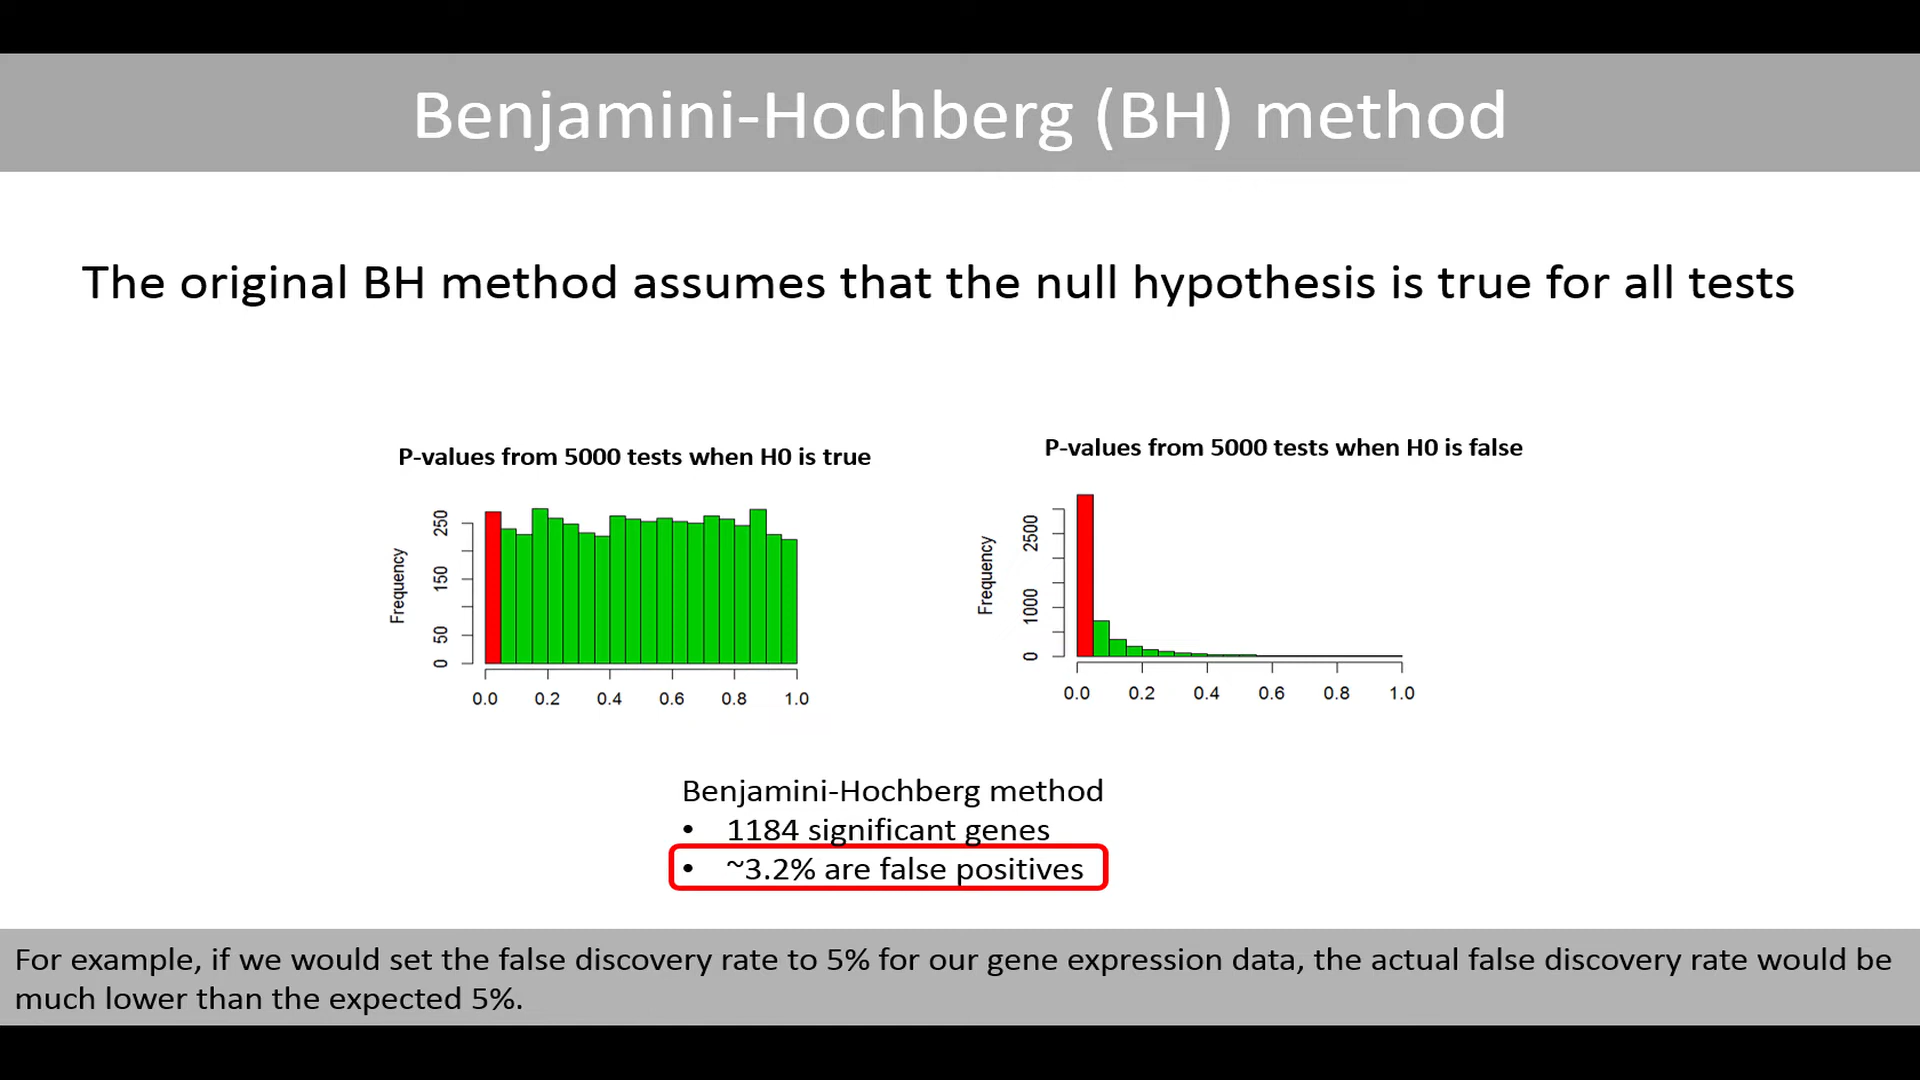 Benjamini-Hochberg (BH) method
The original BH method assumes that the null hypothesis is true for all tests
P-values from 5000 tests when H0 is true
Frequency
250
150
50
0
0.0 0.2 0.4 0.6 0.8 1.0
P-values from 5000 tests when H0 is false
Frequency
2500
1000
0
0.0 0.2 0.4 0.6 0.8 1.0
Benjamini-Hochberg method
• 1184 significant genes
• ~3.2% are false positives
For example, if we would set the false discovery rate to 5% for our gene expression data, the actual false discovery rate would be
much lower than the expected 5%.